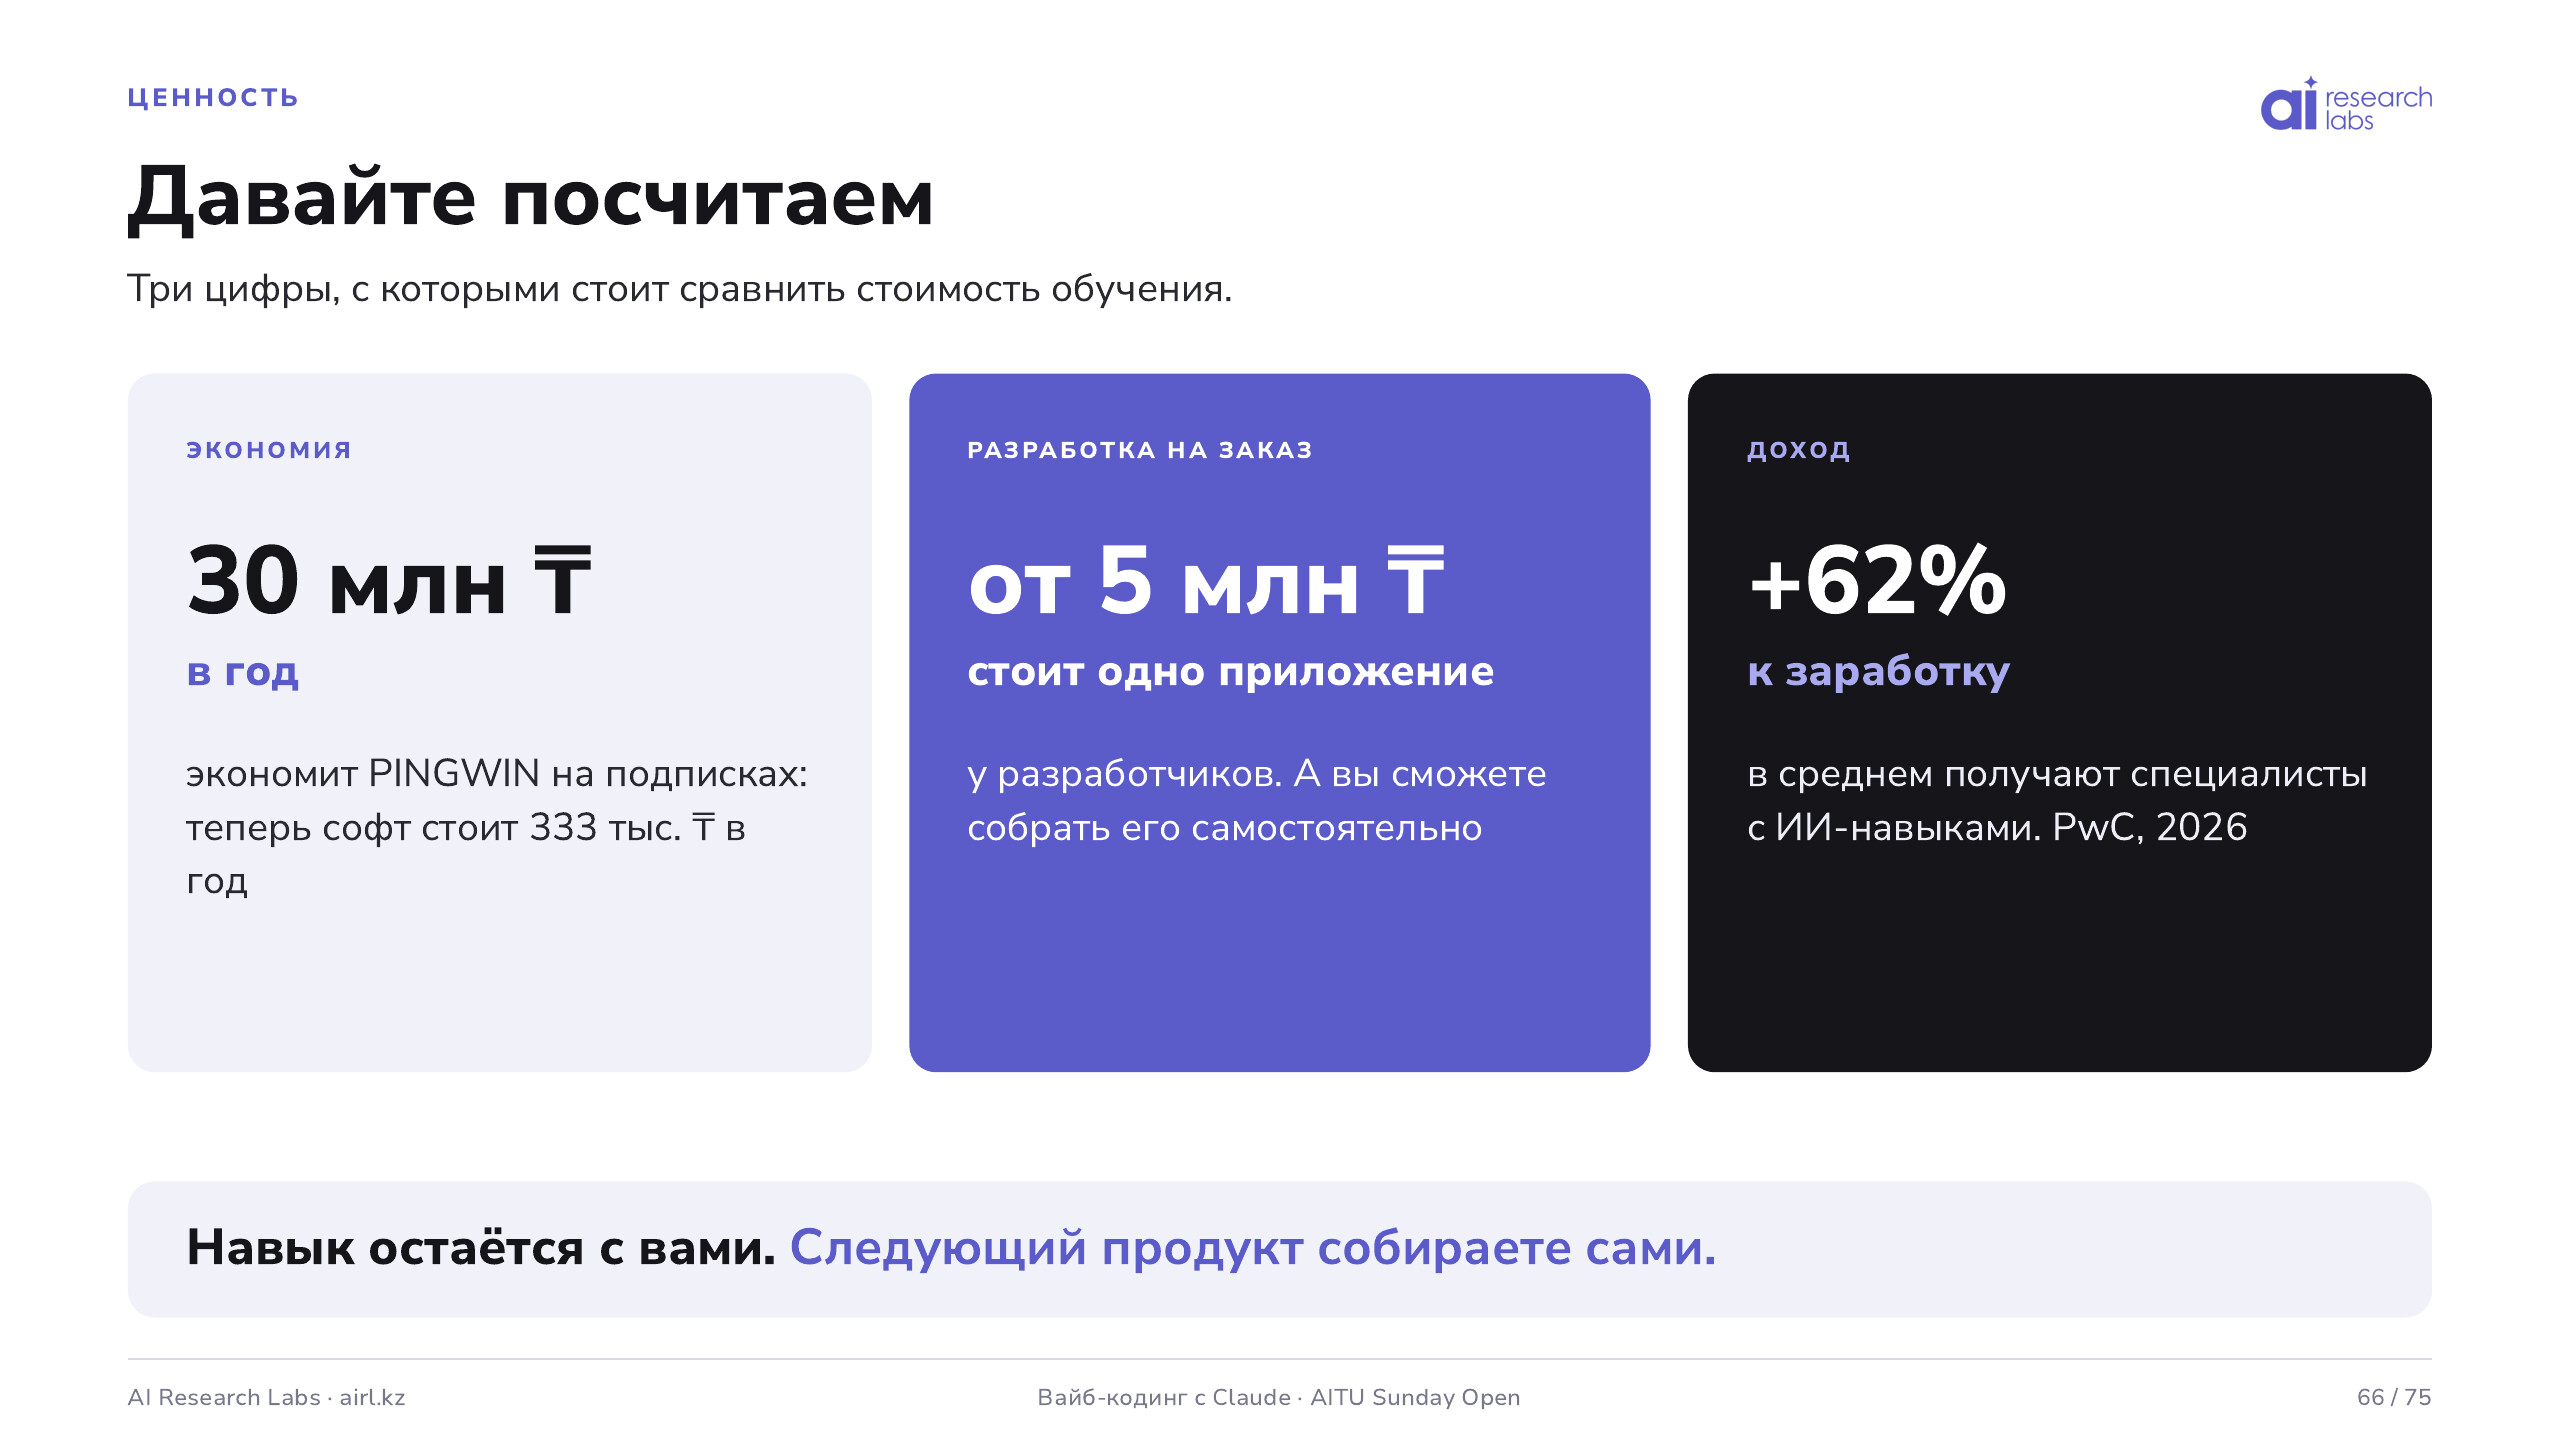 ЦЕННОСТЬ
ai research labs
Давайте посчитаем
Три цифры, с которыми стоит сравнить стоимость обучения.
ЭКОНОМИЯ
30 млн ₸
в год
экономит PINGWIN на подписках:
теперь софт стоит 333 тыс. ₸ в
год
РАЗРАБОТКА НА ЗАКАЗ
от 5 млн ₸
стоит одно приложение
у разработчиков. А вы сможете
собрать его самостоятельно
ДОХОД
+62%
к заработку
в среднем получают специалисты
с ИИ-навыками. PwC, 2026
Навык остаётся с вами. Следующий продукт собираете сами.
AI Research Labs · airl.kz
Вайб-кодинг с Claude · AITU Sunday Open
66 / 75